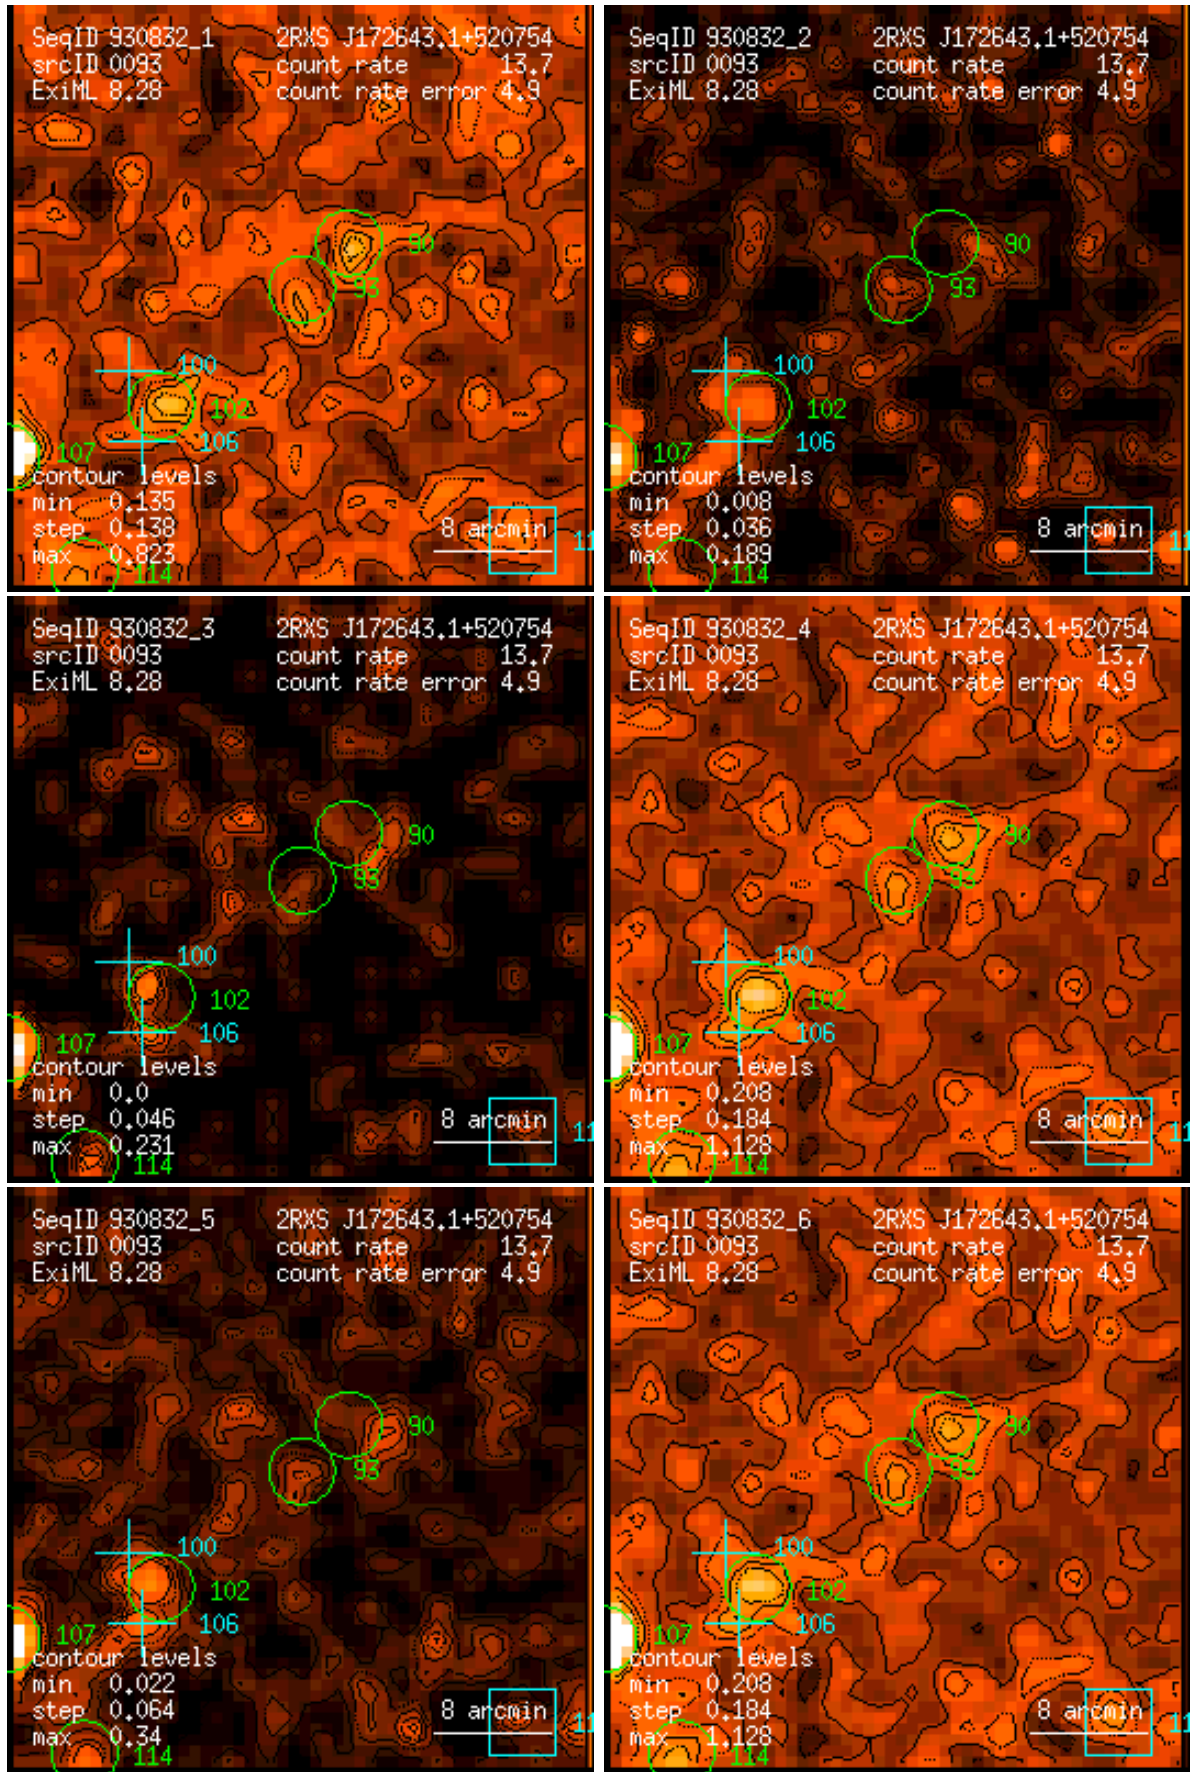 SeqID 930832_1 2RXS J172643.1+520754
srcID 0093 count rate 13.7
ExiML 8.28 count rate error 4.9
90
93
100
102
106
107
contour levels
min 0.135
step 0.138
max 0.823
8 arcmin
11
114
SeqID 930832_2 2RXS J172643.1+520754
srcID 0093 count rate 13.7
ExiML 8.28 count rate error 4.9
90
93
100
102
106
107
contour levels
min 0.008
step 0.036
max 0.189
8 arcmin
11
114
SeqID 930832_3 2RXS J172643.1+520754
srcID 0093 count rate 13.7
ExiML 8.28 count rate error 4.9
90
93
100
102
106
107
contour levels
min 0.0
step 0.046
max 0.231
8 arcmin
11
114
SeqID 930832_4 2RXS J172643.1+520754
srcID 0093 count rate 13.7
ExiML 8.28 count rate error 4.9
90
93
100
102
106
107
contour levels
min 0.208
step 0.184
max 1.128
8 arcmin
11
114
SeqID 930832_5 2RXS J172643.1+520754
srcID 0093 count rate 13.7
ExiML 8.28 count rate error 4.9
90
93
100
102
106
107
contour levels
min 0.022
step 0.064
max 0.34
8 arcmin
11
114
SeqID 930832_6 2RXS J172643.1+520754
srcID 0093 count rate 13.7
ExiML 8.28 count rate error 4.9
90
93
100
102
106
107
contour levels
min 0.208
step 0.184
max 1.128
8 arcmin
11
114